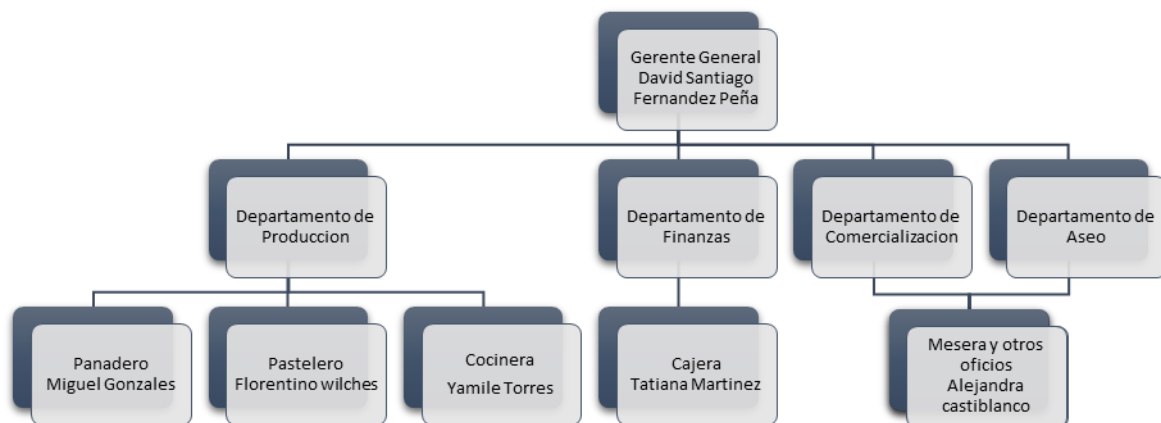 Gerente General
David Santiago
Fernandez Peña
Departamento de
Produccion
Departamento de
Finanzas
Departamento de
Comercializacion
Departamento de
Aseo
Panadero
Miguel Gonzales
Pastelero
Florentino wilches
Cocinera
Yamile Torres
Cajera
Tatiana Martinez
Mesera y otros
oficios
Alejandra
castiblanco